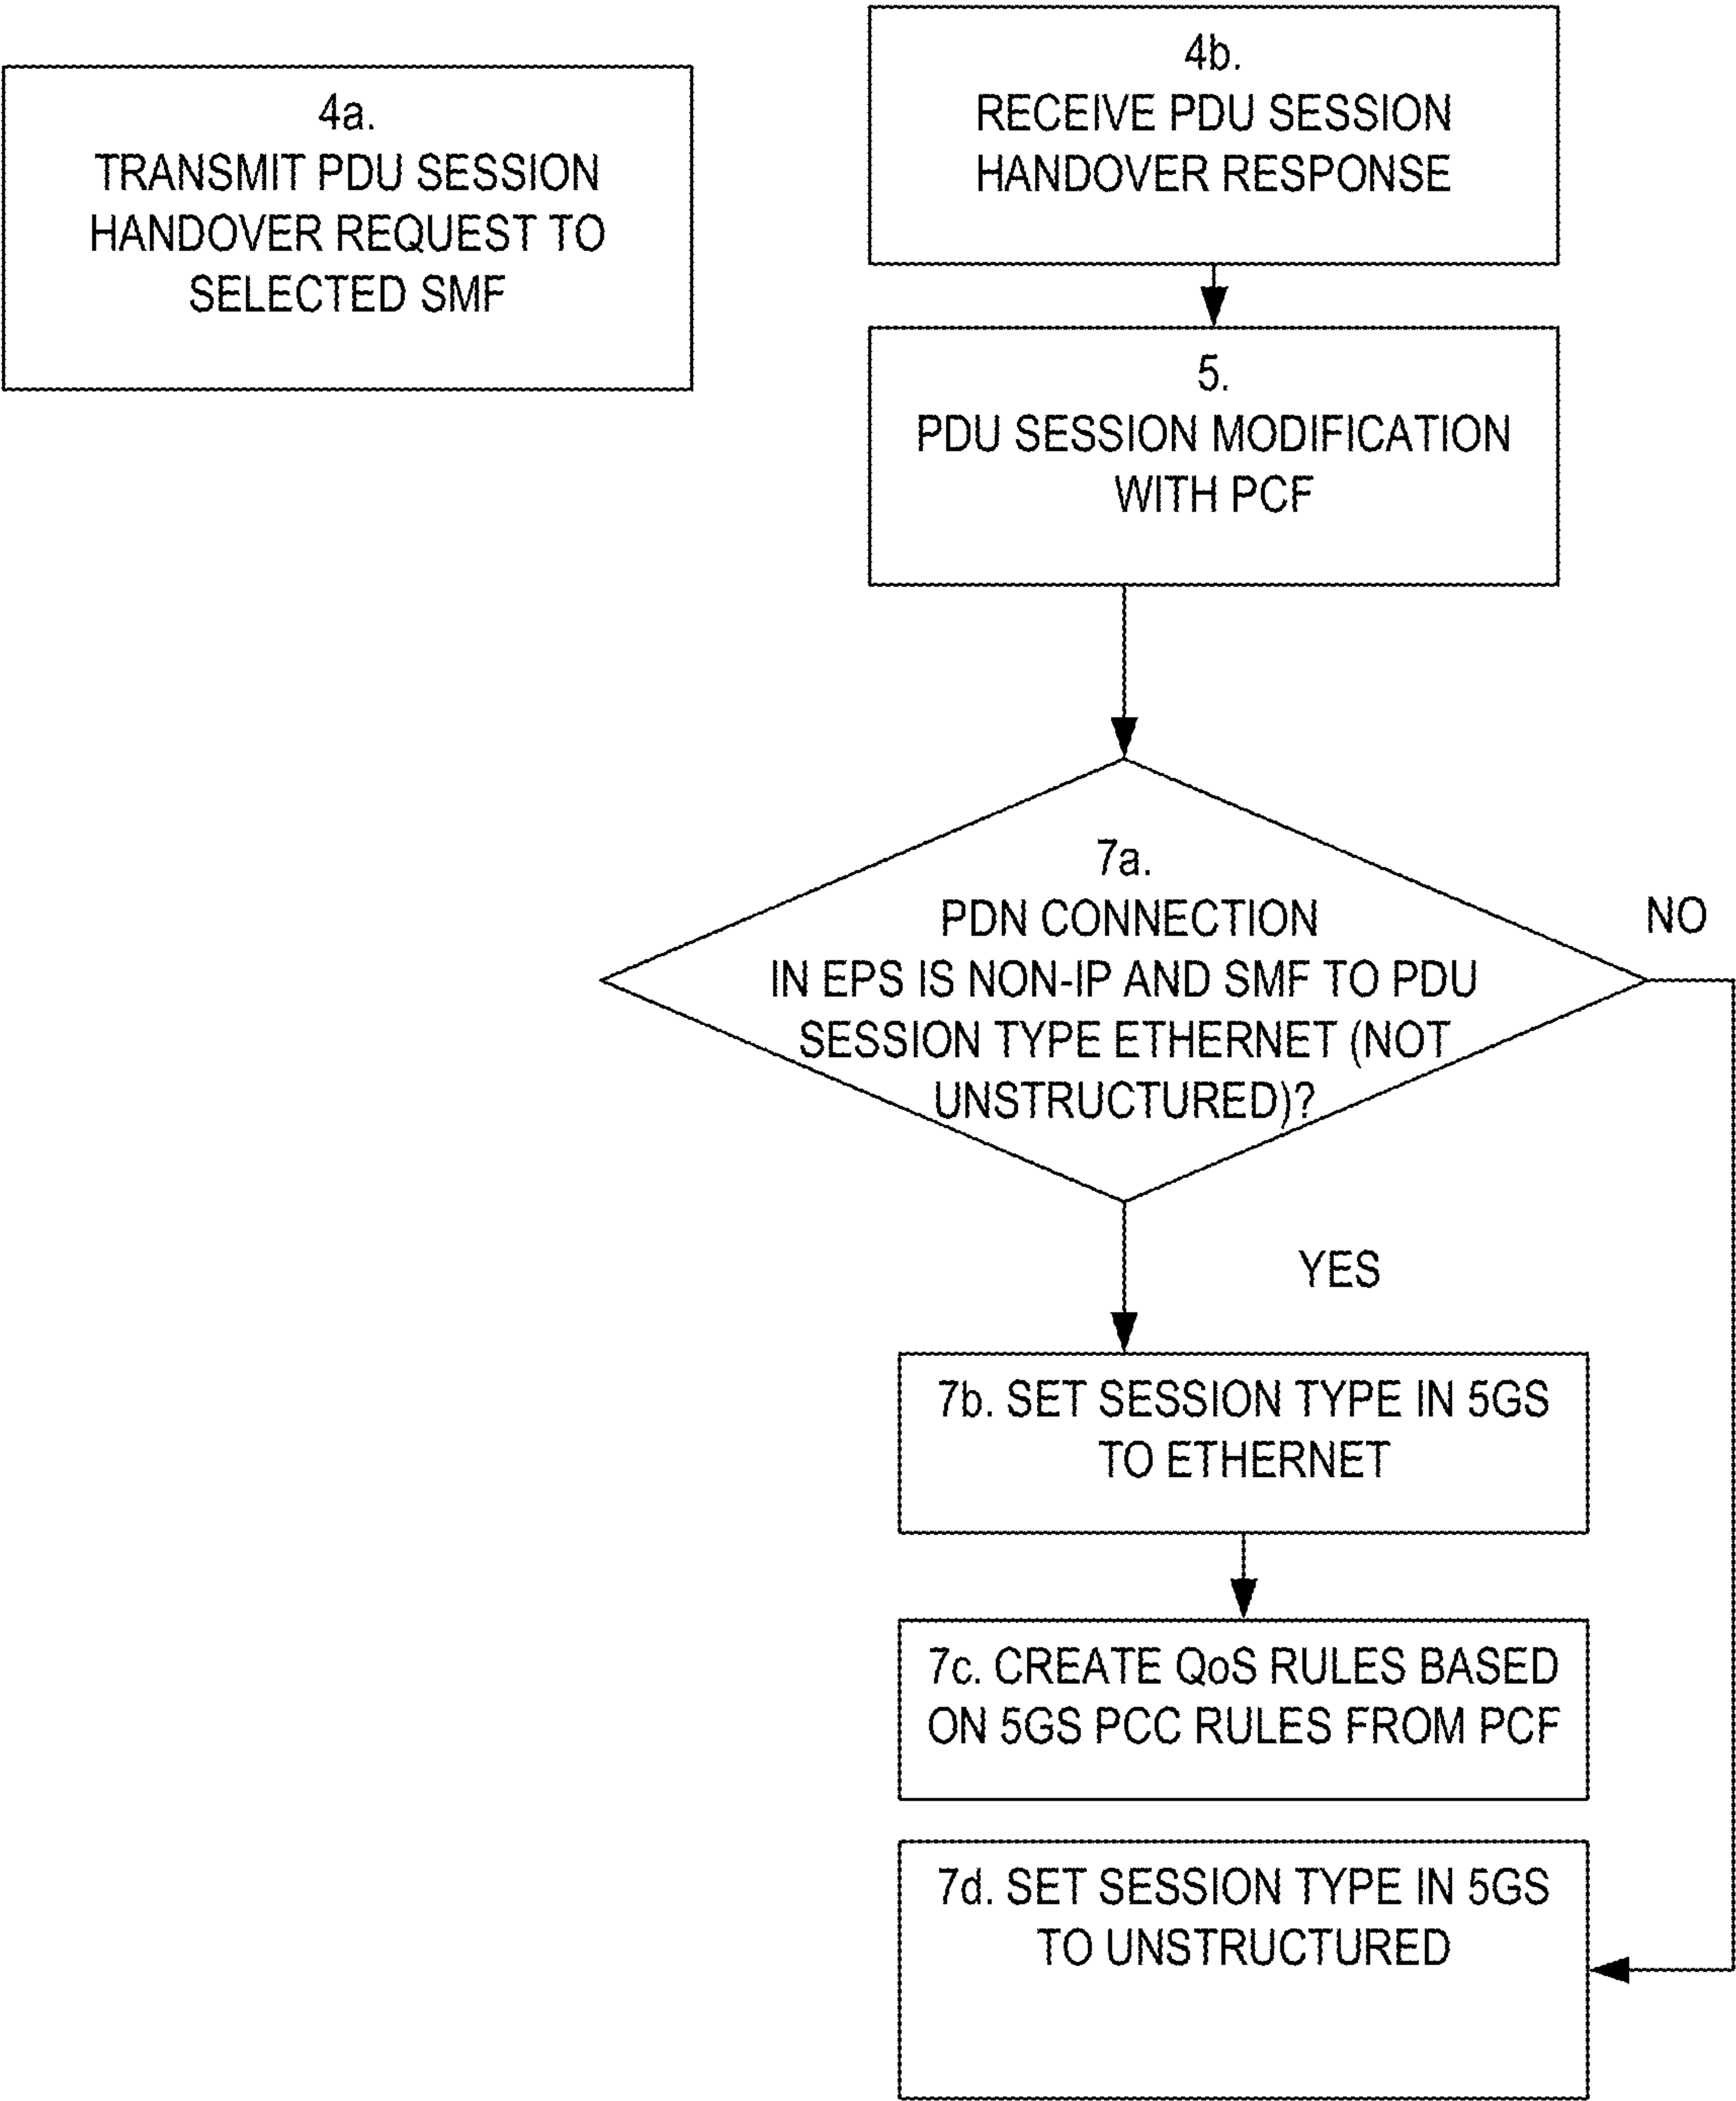 4a.
TRANSMIT PDU SESSION
HANDOVER REQUEST TO
SELECTED SMF
4b.
RECEIVE PDU SESSION
HANDOVER RESPONSE
5.
PDU SESSION MODIFICATION
WITH PCF
7a.
PDN CONNECTION
IN EPS IS NON-IP AND SMF TO PDU
SESSION TYPE ETHERNET (NOT
UNSTRUCTURED)?
NO
YES
7b. SET SESSION TYPE IN 5GS
TO ETHERNET
7c. CREATE QoS RULES BASED
ON 5GS PCC RULES FROM PCF
7d. SET SESSION TYPE IN 5GS
TO UNSTRUCTURED